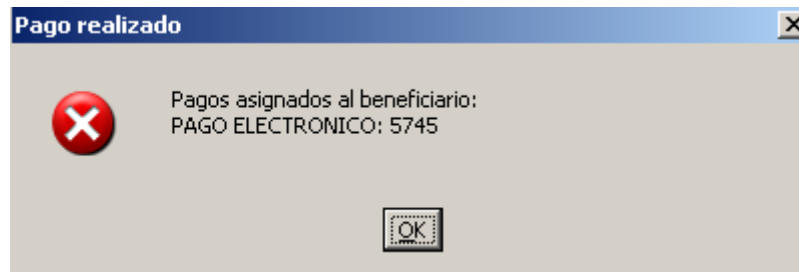 Pago realizado
Pagos asignados al beneficiario:
PAGO ELECTRONICO: 5745
OK